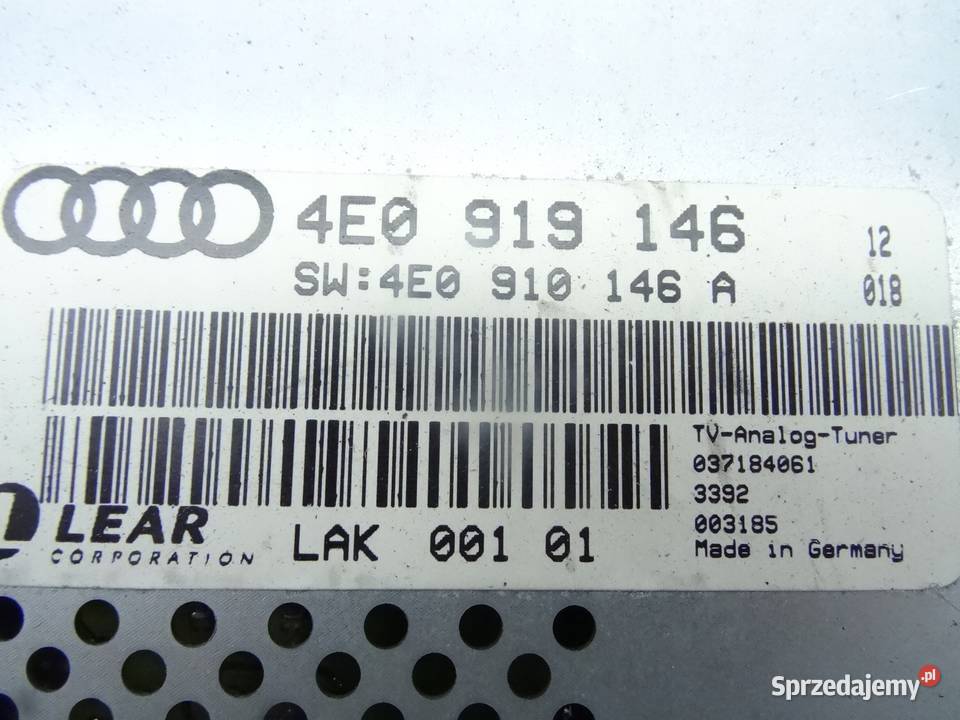 4E0 919 146
12
SW:4E0 910 146 A
018
TV-Analog-Tuner
037184061
3392
003185
Made in Germany
LEAR
CORPORATION
LAK 001 01
Sprzedajemy.pl